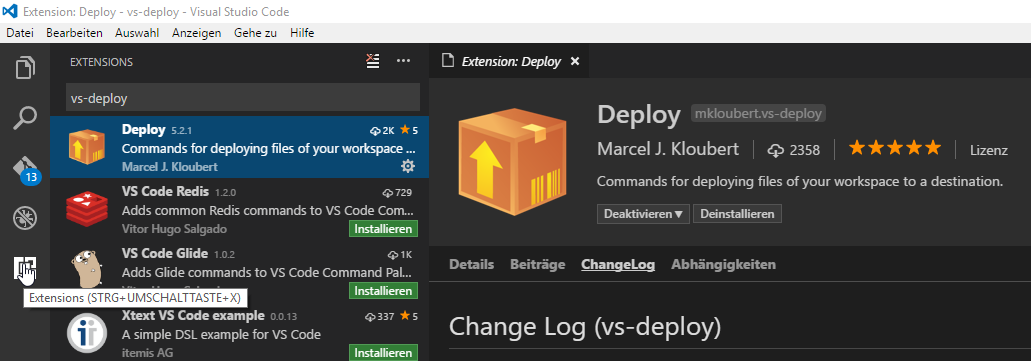 Extension: Deploy - vs-deploy - Visual Studio Code
Datei Bearbeiten Auswahl Anzeigen Gehe zu Hilfe
EXTENSIONS
vs-deploy
Deploy 5.2.1 2K 5
Commands for deploying files of your workspace ...
Marcel J. Kloubert
VS Code Redis 1.2.0 729
Adds common Redis commands to VS Code Com...
Vitor Hugo Salgado Installieren
VS Code Glide 1.0.2 1K
Adds Glide commands to VS Code Command Pal...
Installieren
Xtext VS Code example 0.0.13 337 5
A simple DSL example for VS Code
itemis AG Installieren
13
Extensions (STRG+UMSCHALTTASTE+X)
Extension: Deploy
Deploy mkloubert.vs-deploy
Marcel J. Kloubert 2358 Lizenz
Commands for deploying files of your workspace to a destination.
Deaktivieren Deinstallieren
Details Beiträge ChangeLog Abhängigkeiten
Change Log (vs-deploy)